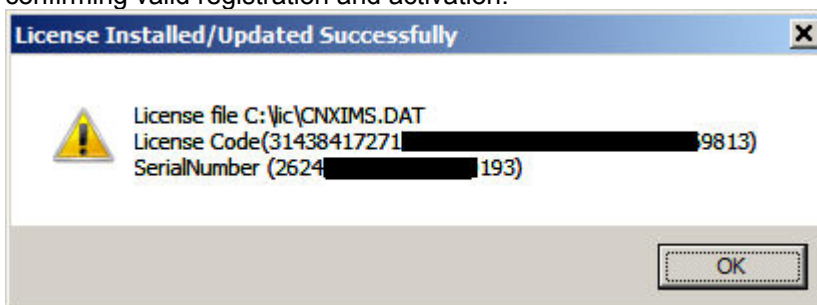 confirming valid registration and activation.
License Installed/Updated Successfully
License file C:\lic\CNXIMS.DAT
License Code(31438417271 9813)
SerialNumber (2624 193)
OK